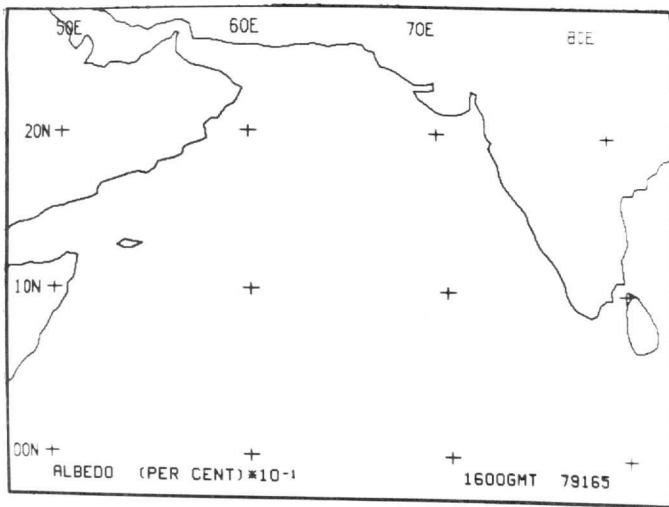 50E 60E 70E 80E
20N
10N
00N
ALBEDO (PER CENT)*10⁻¹ 1600GMT 79165